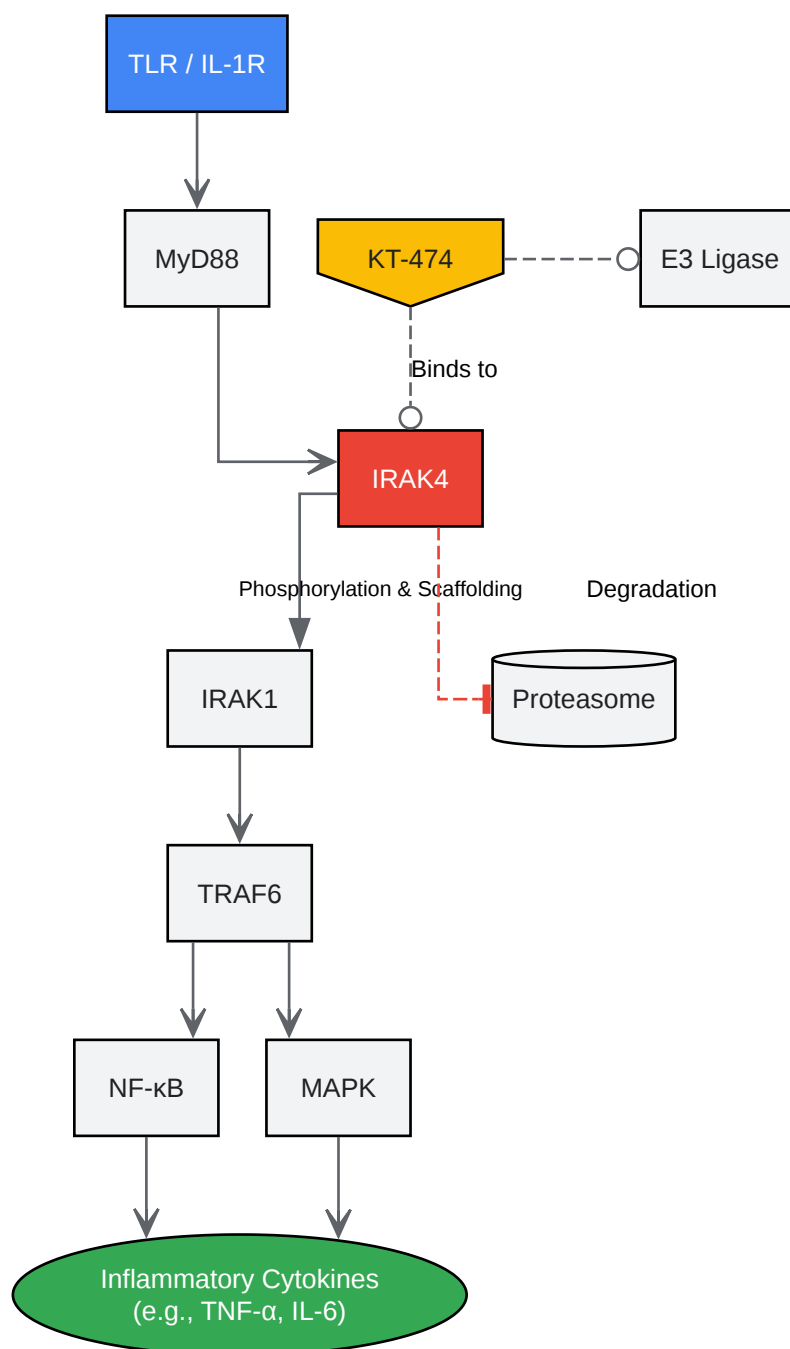 TLR / IL-1R
MyD88
KT-474
E3 Ligase
Binds to
IRAK4
Phosphorylation & Scaffolding
Degradation
IRAK1
Proteasome
TRAF6
NF-κB
MAPK
Inflammatory Cytokines
(e.g., TNF-α, IL-6)